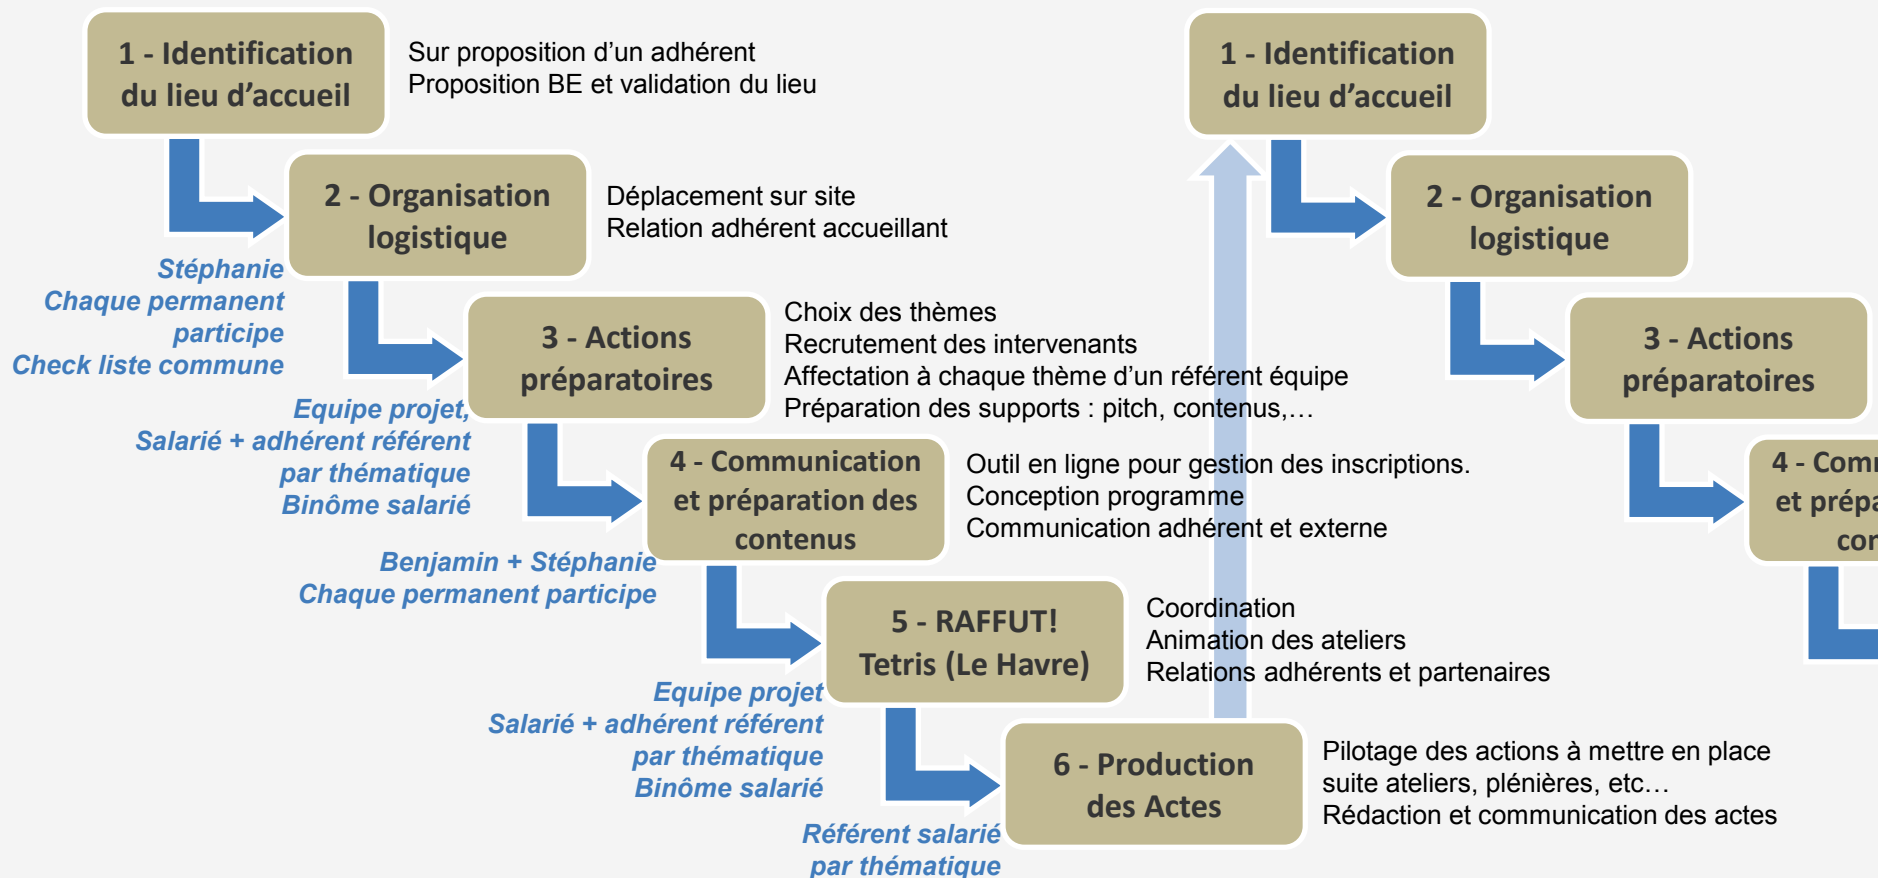 1 - Identification
du lieu d’accueil
Sur proposition d’un adhérent
Proposition BE et validation du lieu
2 - Organisation
logistique
Déplacement sur site
Relation adhérent accueillant
Stéphanie
Chaque permanent
participe
Check liste commune
3 - Actions
préparatoires
Choix des thèmes
Recrutement des intervenants
Affectation à chaque thème d’un référent équipe
Préparation des supports : pitch, contenus,…
Equipe projet,
Salarié + adhérent référent
par thématique
Binôme salarié
4 - Communication
et préparation des
contenus
Outil en ligne pour gestion des inscriptions.
Conception programme
Communication adhérent et externe
Benjamin + Stéphanie
Chaque permanent participe
5 - RAFFUT!
Tetris (Le Havre)
Coordination
Animation des ateliers
Relations adhérents et partenaires
Equipe projet
Salarié + adhérent référent
par thématique
Binôme salarié
6 - Production
des Actes
Pilotage des actions à mettre en place
suite ateliers, plénières, etc…
Rédaction et communication des actes
Référent salarié
par thématique
1 - Identification
du lieu d’accueil
2 - Organisation
logistique
3 - Actions
préparatoires
4 - Com
et prépa
con